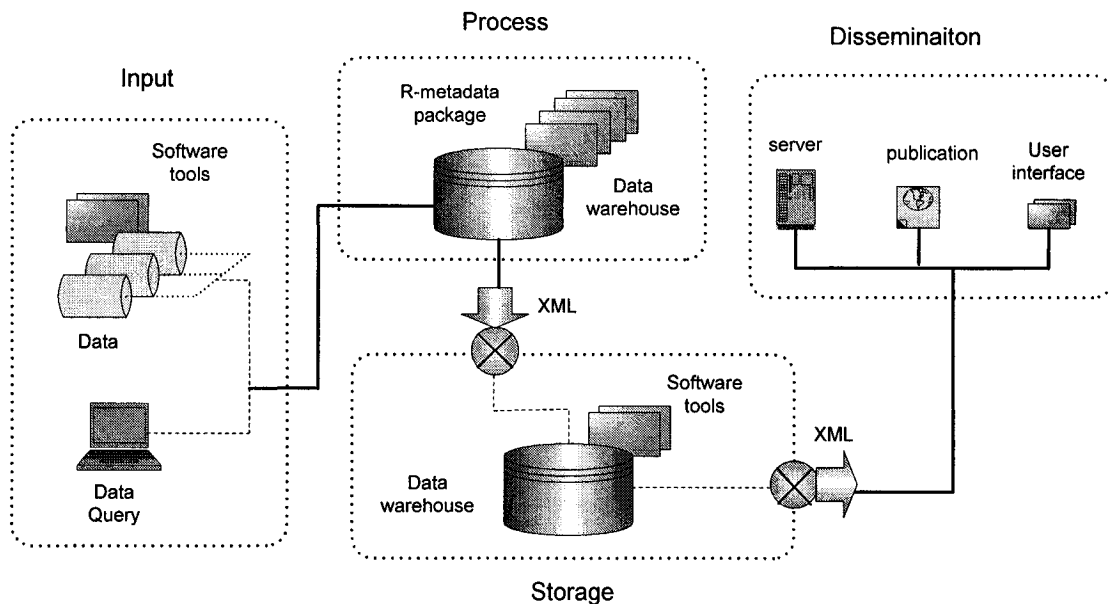 Process
Disseminaiton
Input
R-metadata
package
Software
tools
Data
warehouse
server
publication
User
interface
Data
XML
Data
Query
Software
tools
Data
warehouse
XML
Storage